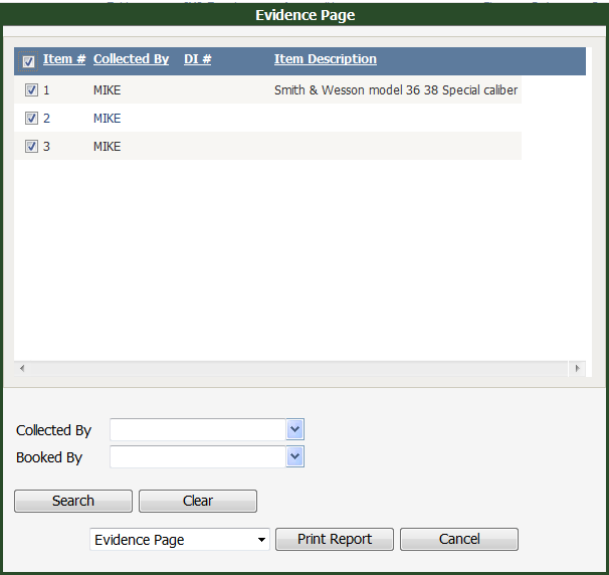 Evidence Page
Item # Collected By DI # Item Description
1 MIKE Smith & Wesson model 36 38 Special caliber
2 MIKE
3 MIKE
Collected By
Booked By
Search Clear
Evidence Page Print Report Cancel